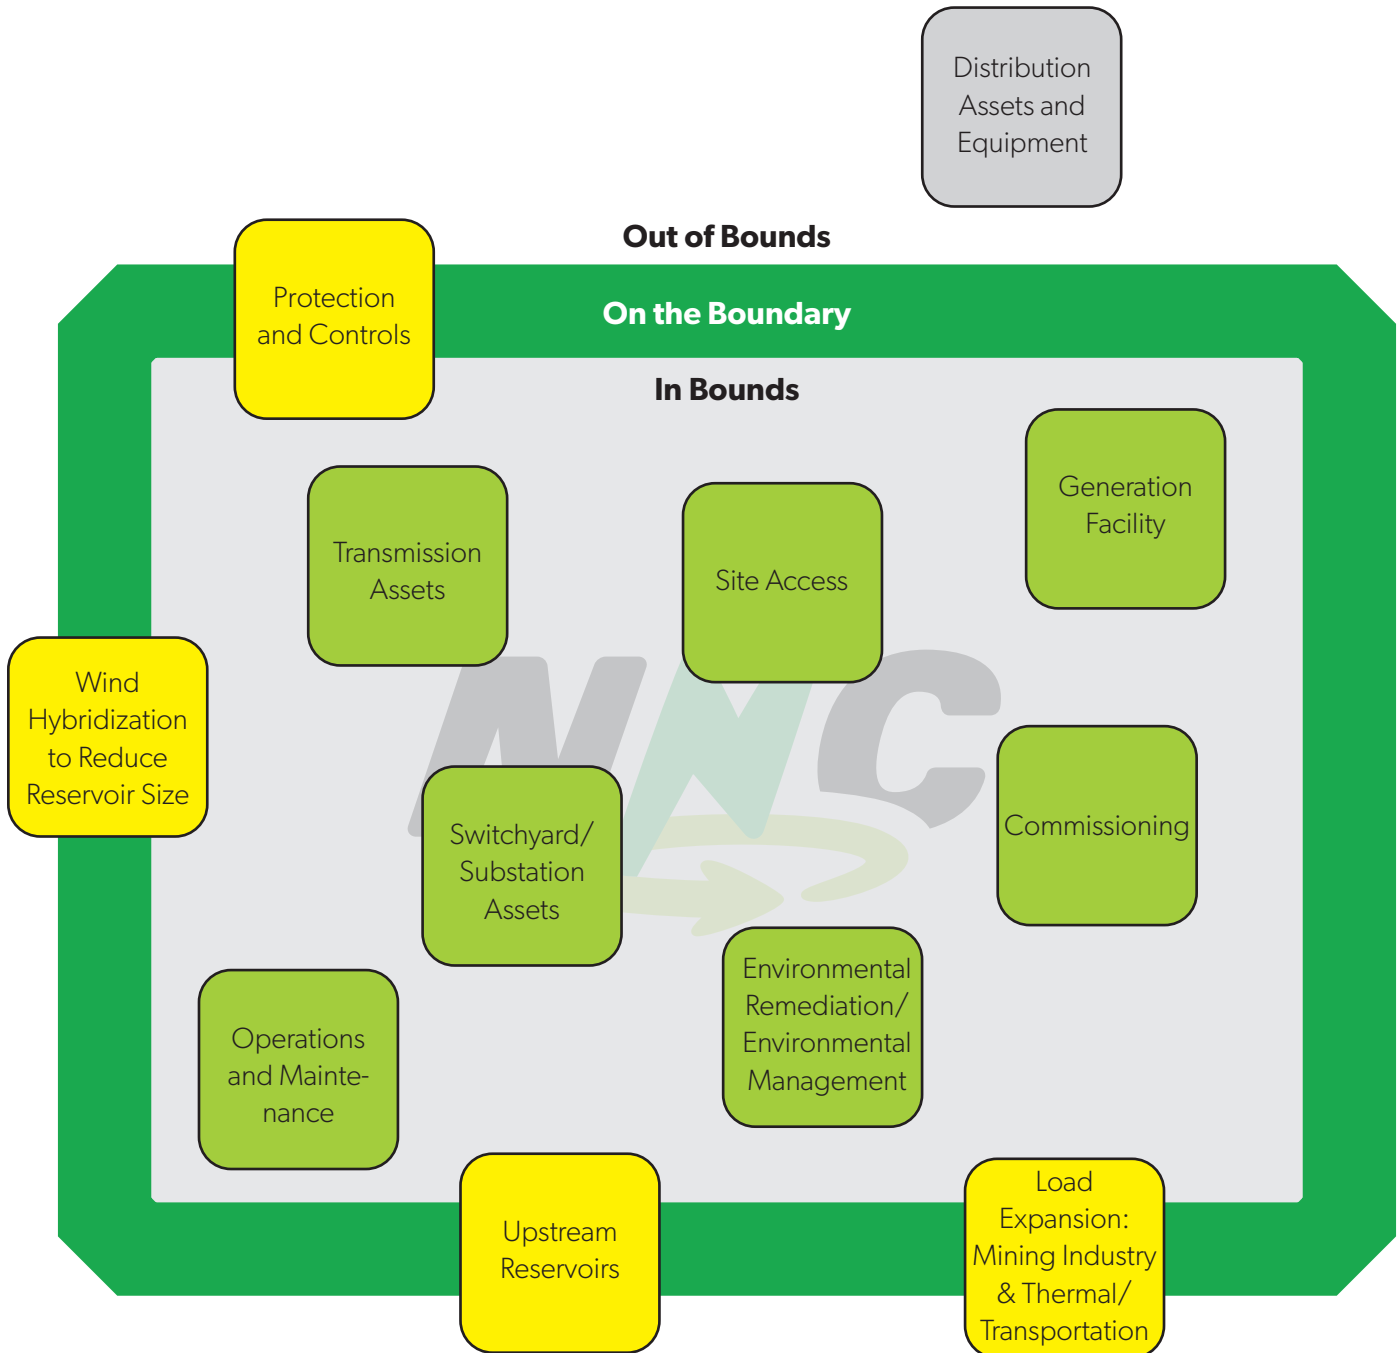 Distribution
Assets and
Equipment
Out of Bounds
Protection
and Controls
On the Boundary
In Bounds
Generation
Facility
Transmission
Assets
Site Access
Wind
Hybridization
to Reduce
Reservoir Size
NNC
Switchyard/
Substation
Assets
Commissioning
Environmental
Remediation/
Environmental
Management
Operations
and Mainte-
nance
Upstream
Reservoirs
Load
Expansion:
Mining Industry
& Thermal/
Transportation